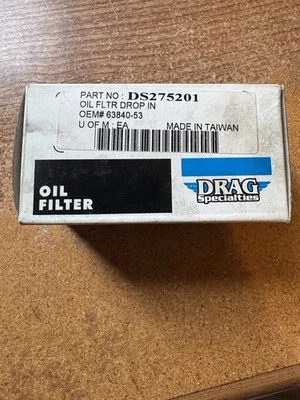 PART NO : DS275201
OIL FLTR DROP IN
OEM# 63840-53
U OF M : EA MADE IN TAIWAN
OIL
FILTER
DRAG
Specialties